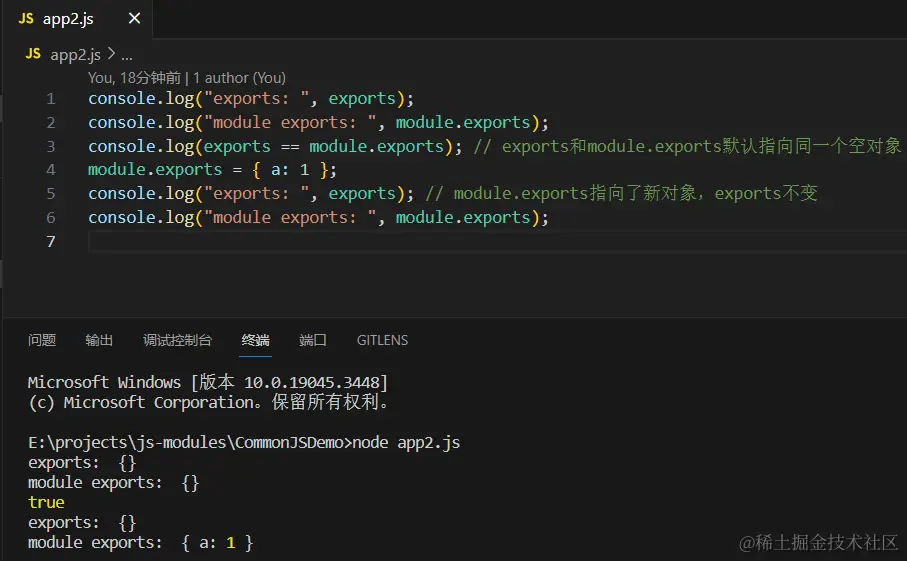 JS app2.js ×
JS app2.js > ...
You, 18分钟前 | 1 author (You)
1 console.log("exports: ", exports);
2 console.log("module exports: ", module.exports);
3 console.log(exports == module.exports); // exports和module.exports默认指向同一个空对象
4 module.exports = { a: 1 };
5 console.log("exports: ", exports); // module.exports指向了新对象，exports不变
6 console.log("module exports: ", module.exports);
7
问题 输出 调试控制台 终端 端口 GITLENS
Microsoft Windows [版本 10.0.19045.3448]
(c) Microsoft Corporation。保留所有权利。
E:\projects\js-modules\CommonJSDemo>node app2.js
exports:  {}
module exports:  {}
true
exports:  {}
module exports:  { a: 1 }
@稀土掘金技术社区